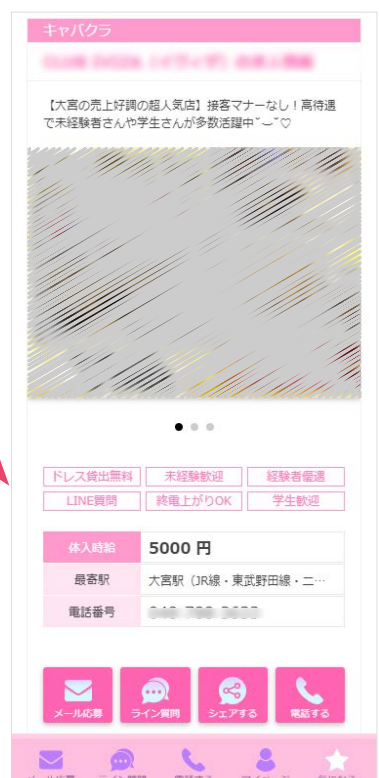 キャバクラ
【大宮の売上好調の超人気店】接客マナーなし！高待遇
で未経験者さんや学生さんが多数活躍中˘⌣˘♡
ドレス貸出無料 未経験歓迎 経験者優遇
LINE質問 終電上がりOK 学生歓迎
体入時給 5000 円
最寄駅 大宮駅（JR線・東武野田線・ニ…
電話番号
メール応募 ライン質問 シェアする 電話する